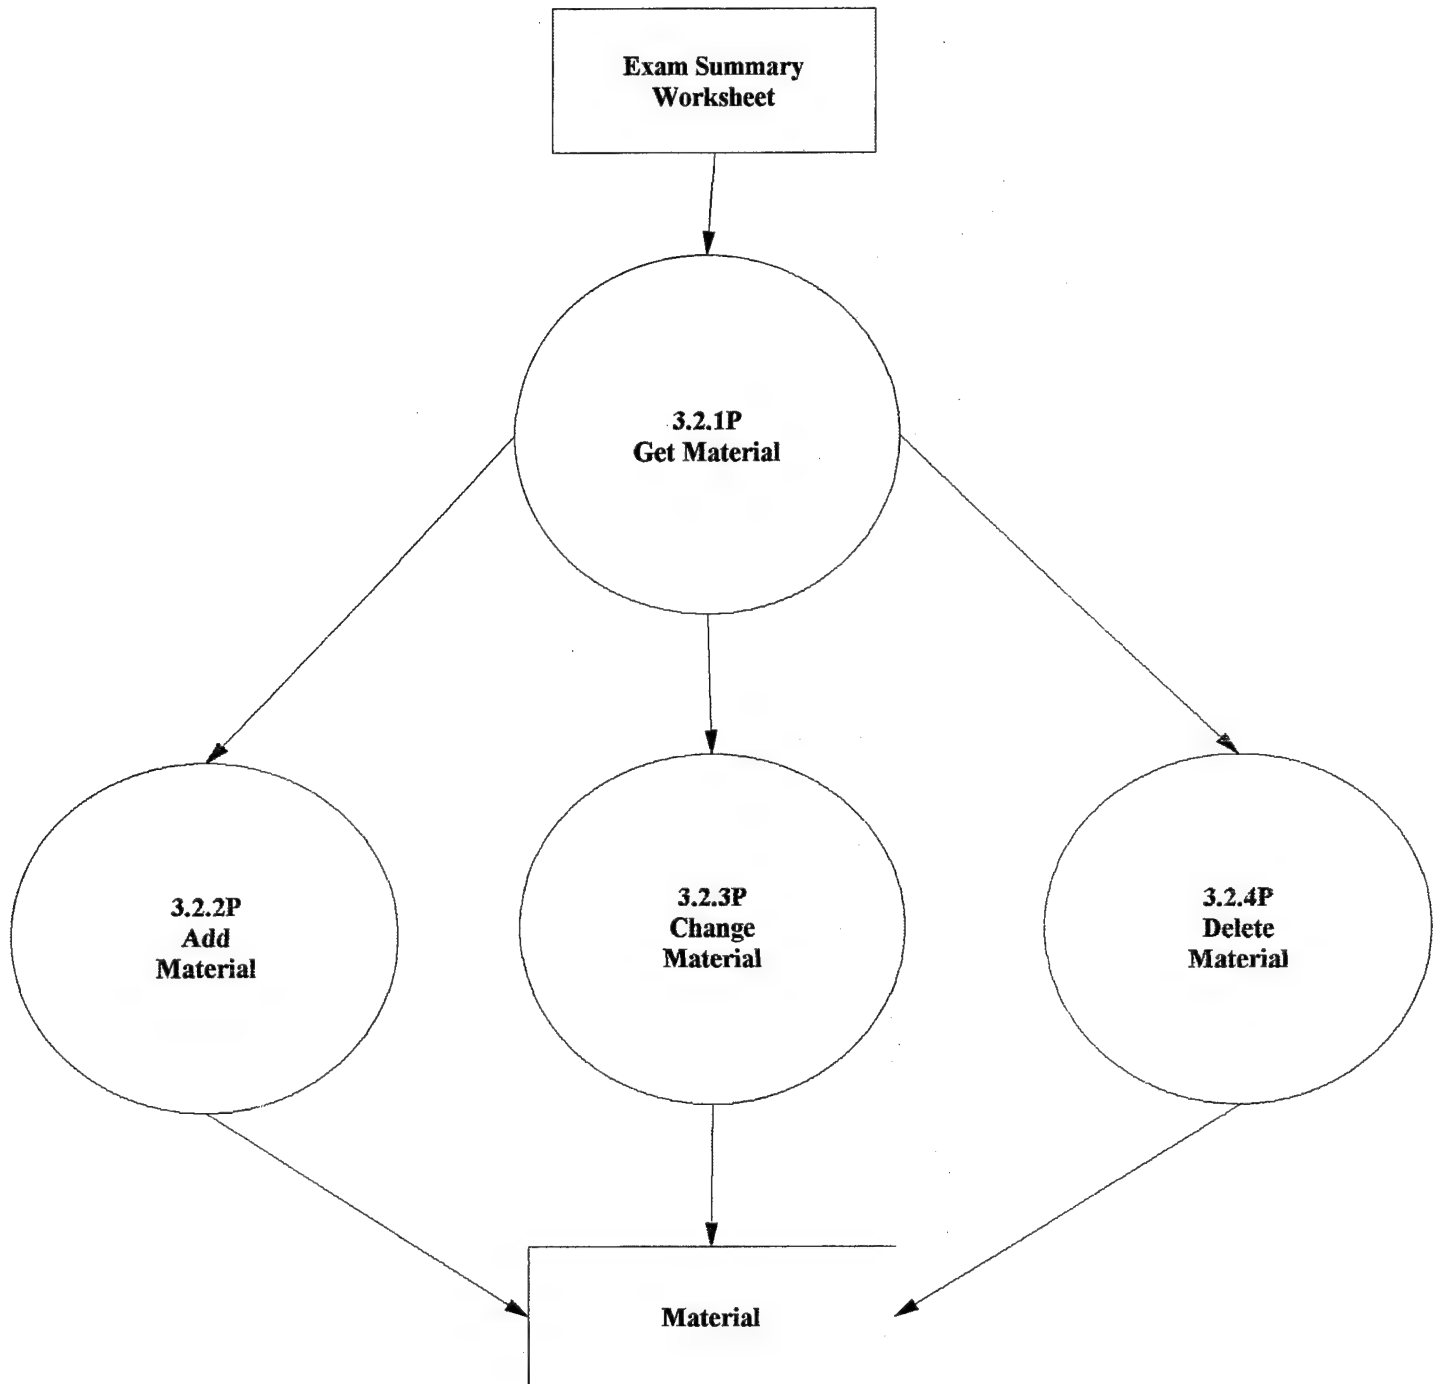 Exam Summary
Worksheet
3.2.1P
Get Material
3.2.2P
Add
Material
3.2.3P
Change
Material
3.2.4P
Delete
Material
Material